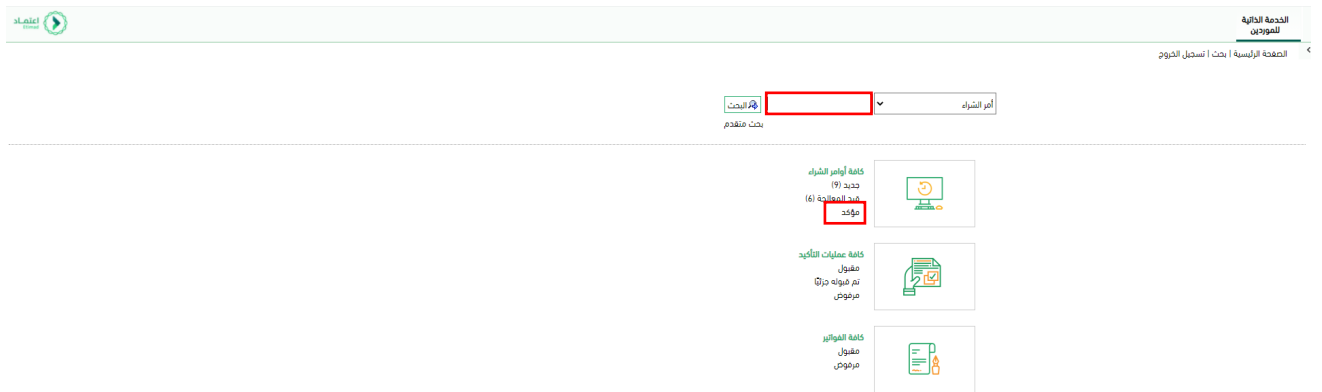 الخدمة الذاتية
للموردين
اعتماد
Etimad
الصفحة الرئيسية | بحث | تسجيل الخروج
أمر الشراء
البحث
بحث متقدم
كافة أوامر الشراء
جديد (9)
قيد المعالجة (6)
مؤكد
كافة عمليات التأكيد
مقبول
تم قبوله جزئيًا
مرفوض
كافة الفواتير
مقبول
مرفوض